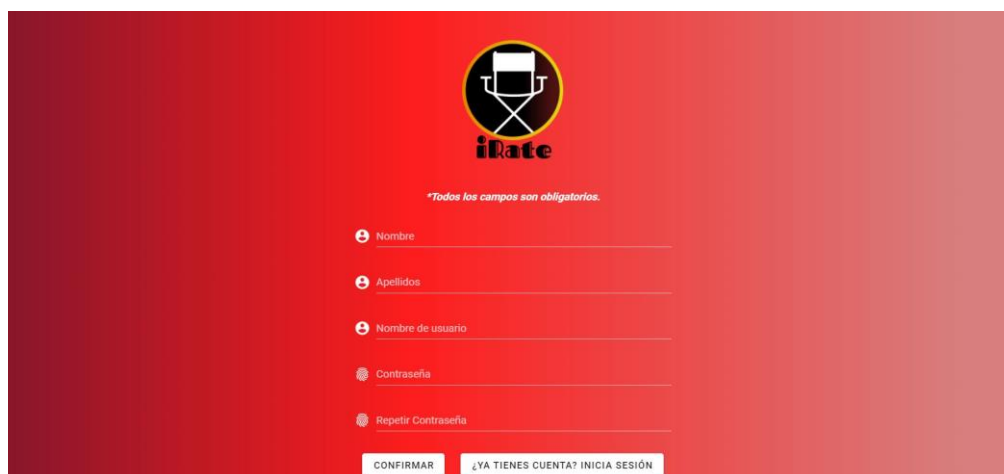 iRate
*Todos los campos son obligatorios.
Nombre
Apellidos
Nombre de usuario
Contraseña
Repetir Contraseña
CONFIRMAR ¿YA TIENES CUENTA? INICIA SESIÓN